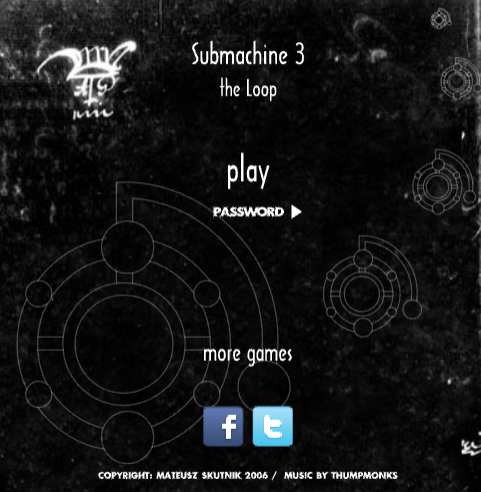 Submachine 3
the Loop
play
PASSWORD
more games
COPYRIGHT: MATEUSZ SKUTNIK 2006 / MUSIC BY THUMPMONKS